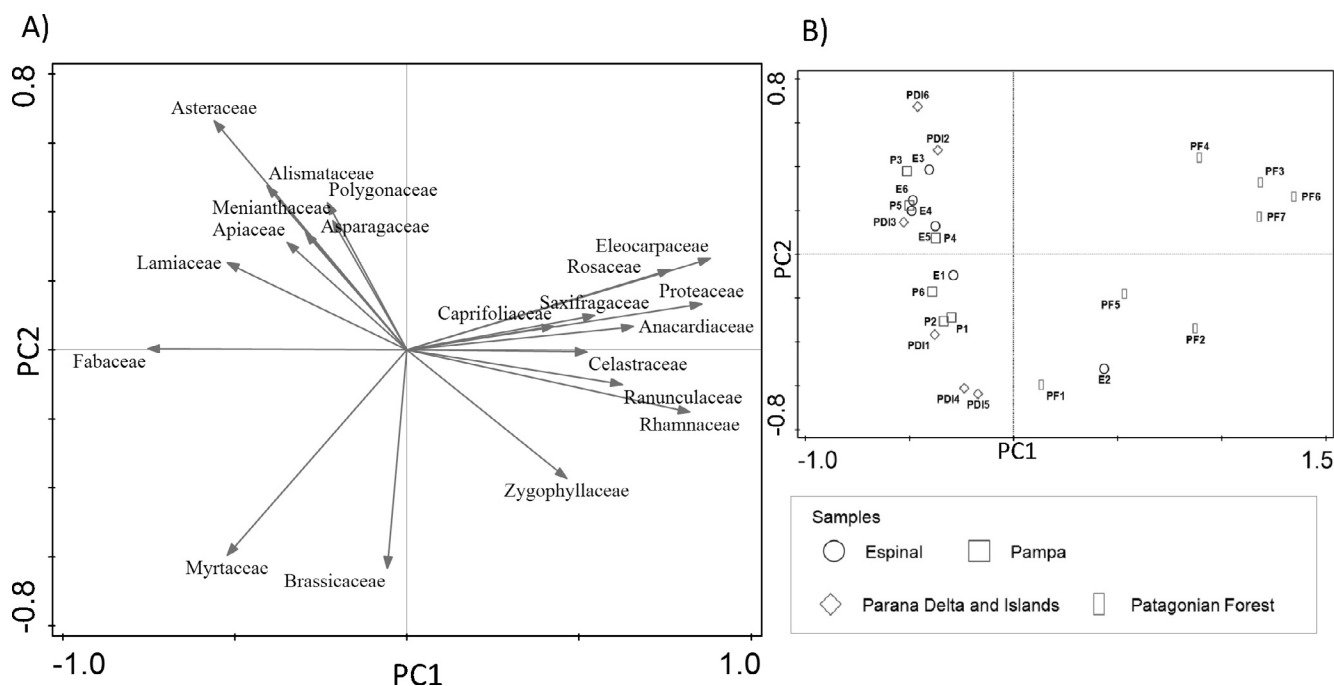 A)
0.8
Asteraceae
Alismataceae
Polygonaceae
Menianthaceae
Asparagaceae
Apiaceae
Eleocarpaceae
Lamiaceae
Rosaceae
Proteaceae
Saxifragaceae
Caprifoliaceae
Anacardiaceae
PC2
Fabaceae
Celastraceae
Ranunculaceae
Rhamnaceae
Zygophyllaceae
Myrtaceae
Brassicaceae
-0.8
-1.0
PC1
1.0
B)
0.8
PDI6
PDI2
P3
E3
PF4
PF3
E6
PF6
P5
E4
PF7
PDI3
E5
P4
PC2
E1
P6
PF5
P2
P1
PF2
PDI1
E2
PDI4
PDI5
PF1
-0.8
-1.0
PC1
1.5
Samples
Espinal
Pampa
Parana Delta and Islands
Patagonian Forest